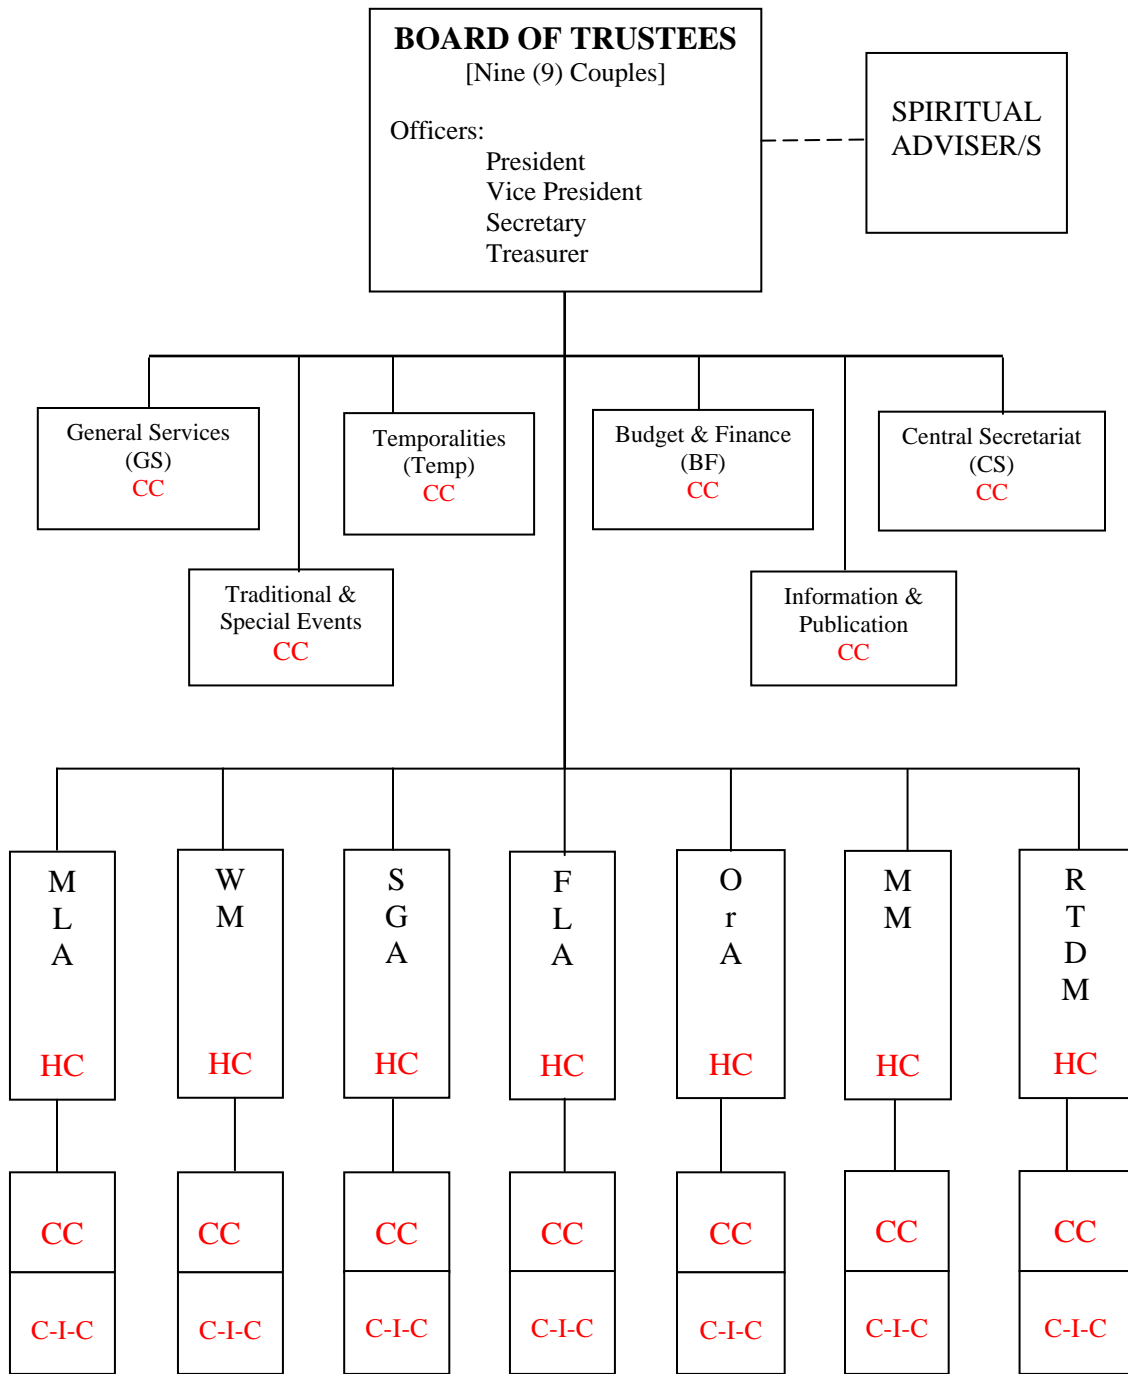 BOARD OF TRUSTEES
[Nine (9) Couples]
Officers:
President
Vice President
Secretary
Treasurer
SPIRITUAL
ADVISER/S
General Services
(GS)
CC
Temporalities
(Temp)
CC
Budget & Finance
(BF)
CC
Central Secretariat
(CS)
CC
Traditional &
Special Events
CC
Information &
Publication
CC
M
L
A
HC
W
M
HC
S
G
A
HC
F
L
A
HC
O
r
A
HC
M
M
HC
R
T
D
M
HC
CC
CC
CC
CC
CC
CC
CC
C-I-C
C-I-C
C-I-C
C-I-C
C-I-C
C-I-C
C-I-C